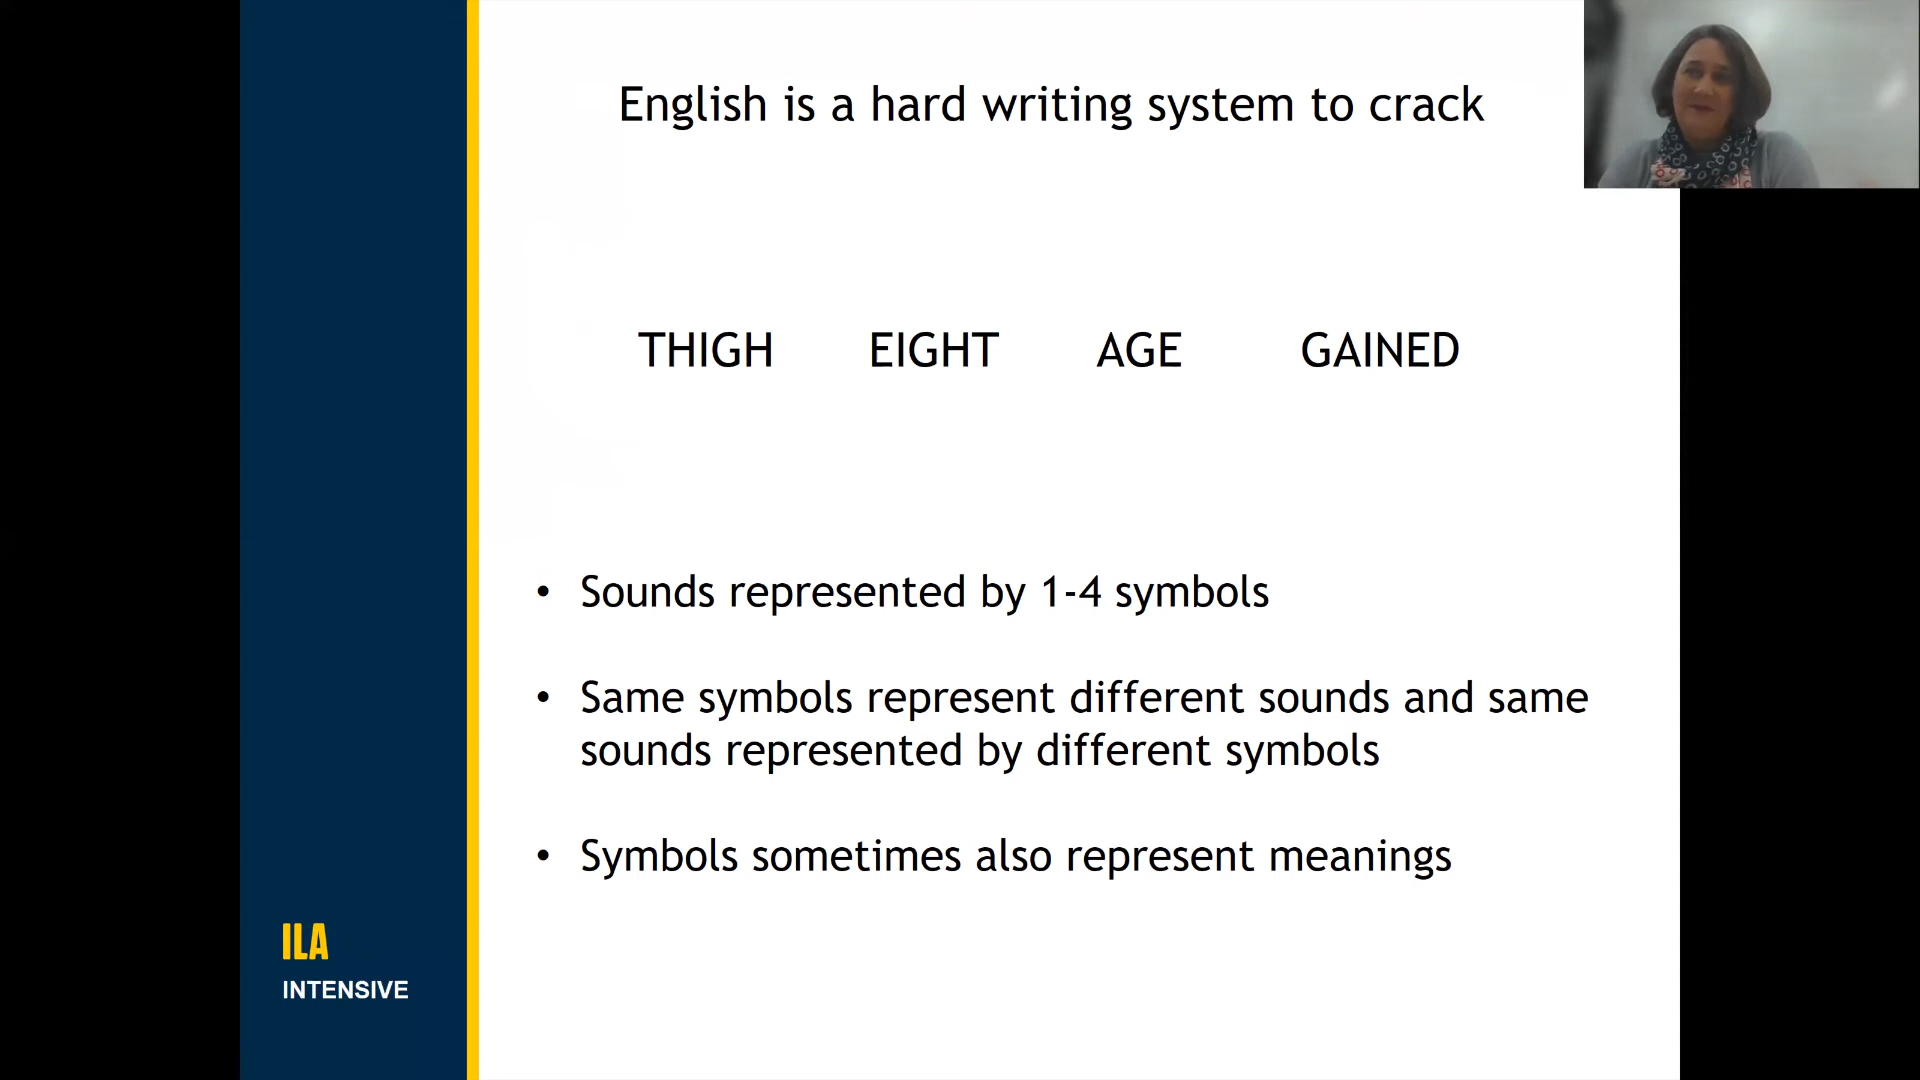 English is a hard writing system to crack
THIGH EIGHT AGE GAINED
• Sounds represented by 1-4 symbols
• Same symbols represent different sounds and same
sounds represented by different symbols
• Symbols sometimes also represent meanings
ILA
INTENSIVE